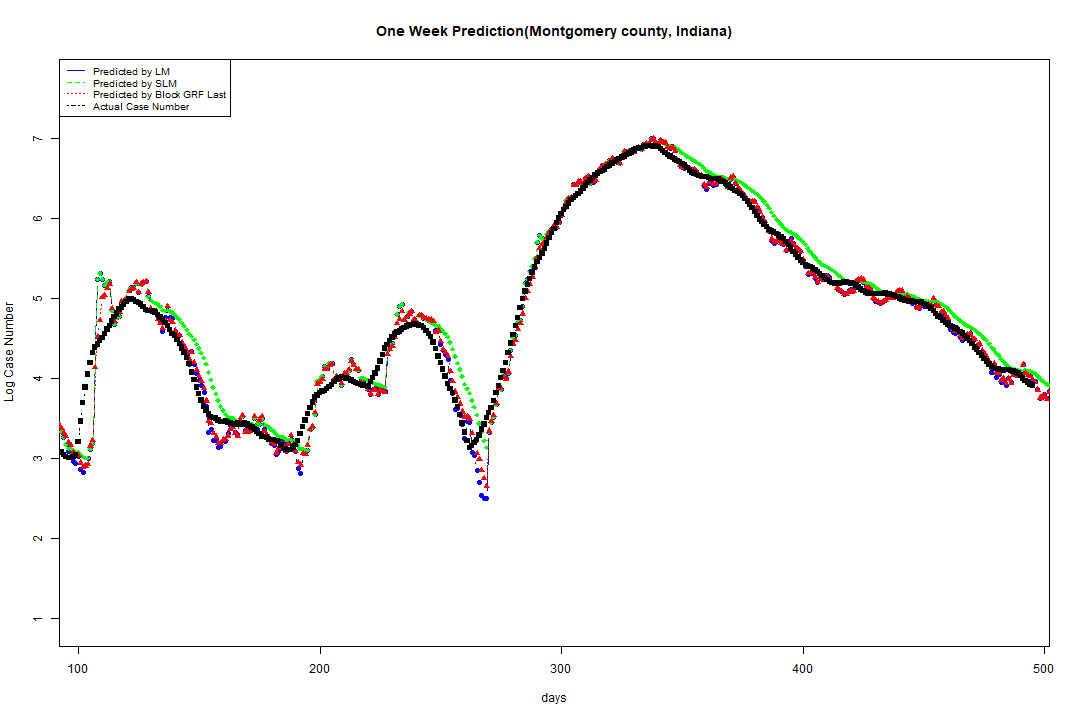 One Week Prediction(Montgomery county, Indiana)
Predicted by LM
Predicted by SLM
Predicted by Block GRF Last
Actual Case Number
7
6
5
4
3
2
1
Log Case Number
100 200 300 400 500
days